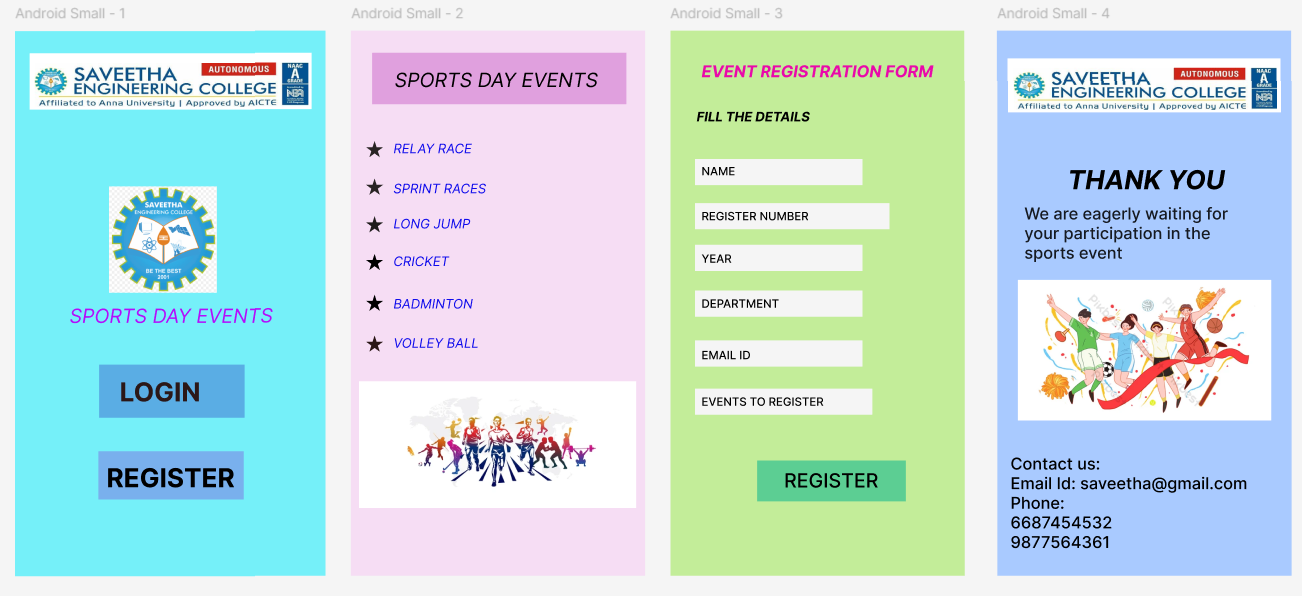 Android Small - 1
SAVEETHA
AUTONOMOUS
ENGINEERING COLLEGE
Affiliated to Anna University | Approved by AICTE
NAAC
A
GRADE
SAVEETHA
ENGINEERING COLLEGE
BE THE BEST
2001
SPORTS DAY EVENTS
LOGIN
REGISTER
Android Small - 2
SPORTS DAY EVENTS
RELAY RACE
SPRINT RACES
LONG JUMP
CRICKET
BADMINTON
VOLLEY BALL
Android Small - 3
EVENT REGISTRATION FORM
FILL THE DETAILS
NAME
REGISTER NUMBER
YEAR
DEPARTMENT
EMAIL ID
EVENTS TO REGISTER
REGISTER
Android Small - 4
SAVEETHA
AUTONOMOUS
ENGINEERING COLLEGE
Affiliated to Anna University | Approved by AICTE
NAAC
A
GRADE
THANK YOU
We are eagerly waiting for
your participation in the
sports event
Contact us:
Email Id: saveetha@gmail.com
Phone:
6687454532
9877564361